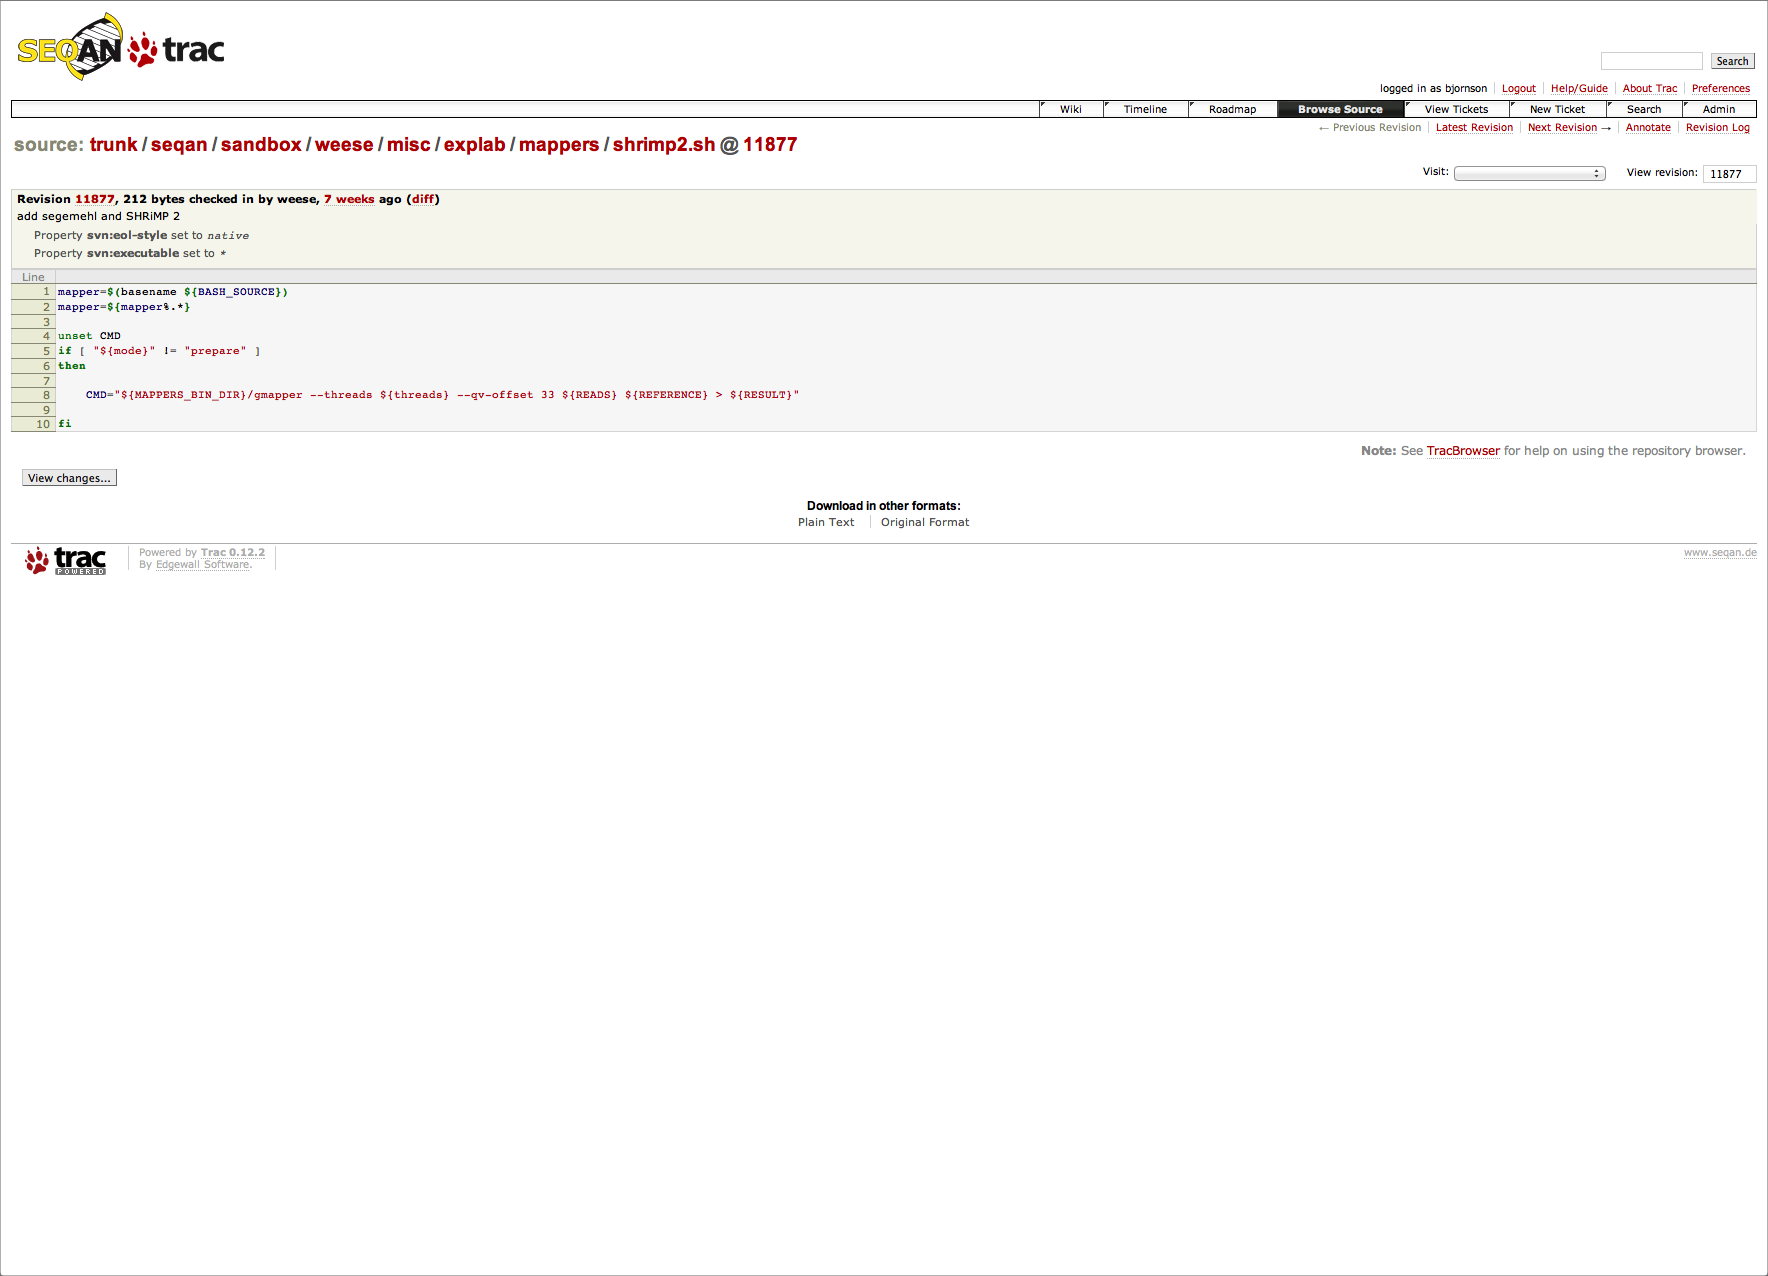 SEQAN trac
Search
logged in as bjornson Logout Help/Guide About Trac Preferences
Wiki Timeline Roadmap Browse Source View Tickets New Ticket Search Admin
← Previous Revision Latest Revision Next Revision → Annotate Revision Log
source: trunk / seqan / sandbox / weese / misc / explab / mappers / shrimp2.sh @ 11877
Visit: View revision: 11877
Revision 11877, 212 bytes checked in by weese, 7 weeks ago (diff)
add segemehl and SHRiMP 2
Property svn:eol-style set to native
Property svn:executable set to *
Line
1 mapper=$(basename ${BASH_SOURCE})
2 mapper=${mapper%.*}
3
4 unset CMD
5 if [ "${mode}" != "prepare" ]
6 then
7
8 CMD="${MAPPERS_BIN_DIR}/gmapper --threads ${threads} --qv-offset 33 ${READS} ${REFERENCE} > ${RESULT}"
9
10 fi
Note: See TracBrowser for help on using the repository browser.
View changes...
Download in other formats:
Plain Text Original Format
trac POWERED
Powered by Trac 0.12.2
By Edgewall Software.
www.seqan.de